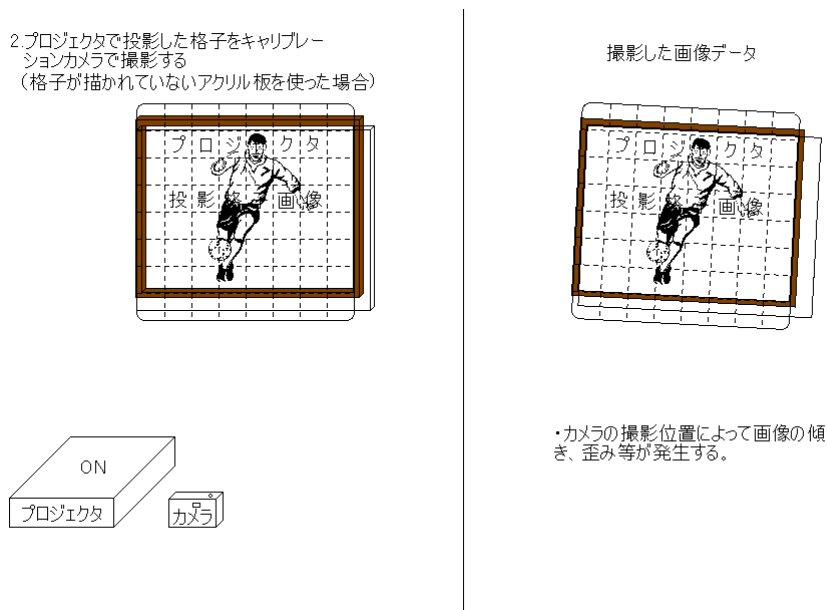 2.プロジェクタで投影した格子をキャリブレー
ションカメラで撮影する
（格子が描かれていないアクリル板を使った場合）
プロジェクタ
投影格 画像
ON
プロジェクタ
カメラ
撮影した画像データ
プロジェクタ
投影格 画像
・カメラの撮影位置によって画像の傾
き、歪み等が発生する。